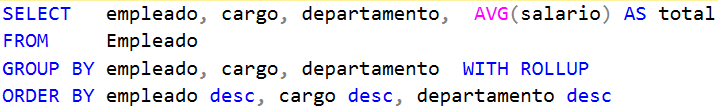 SELECT   empleado, cargo, departamento,  AVG(salario) AS total
FROM     Empleado
GROUP BY empleado, cargo, departamento  WITH ROLLUP
ORDER BY empleado desc, cargo desc, departamento desc